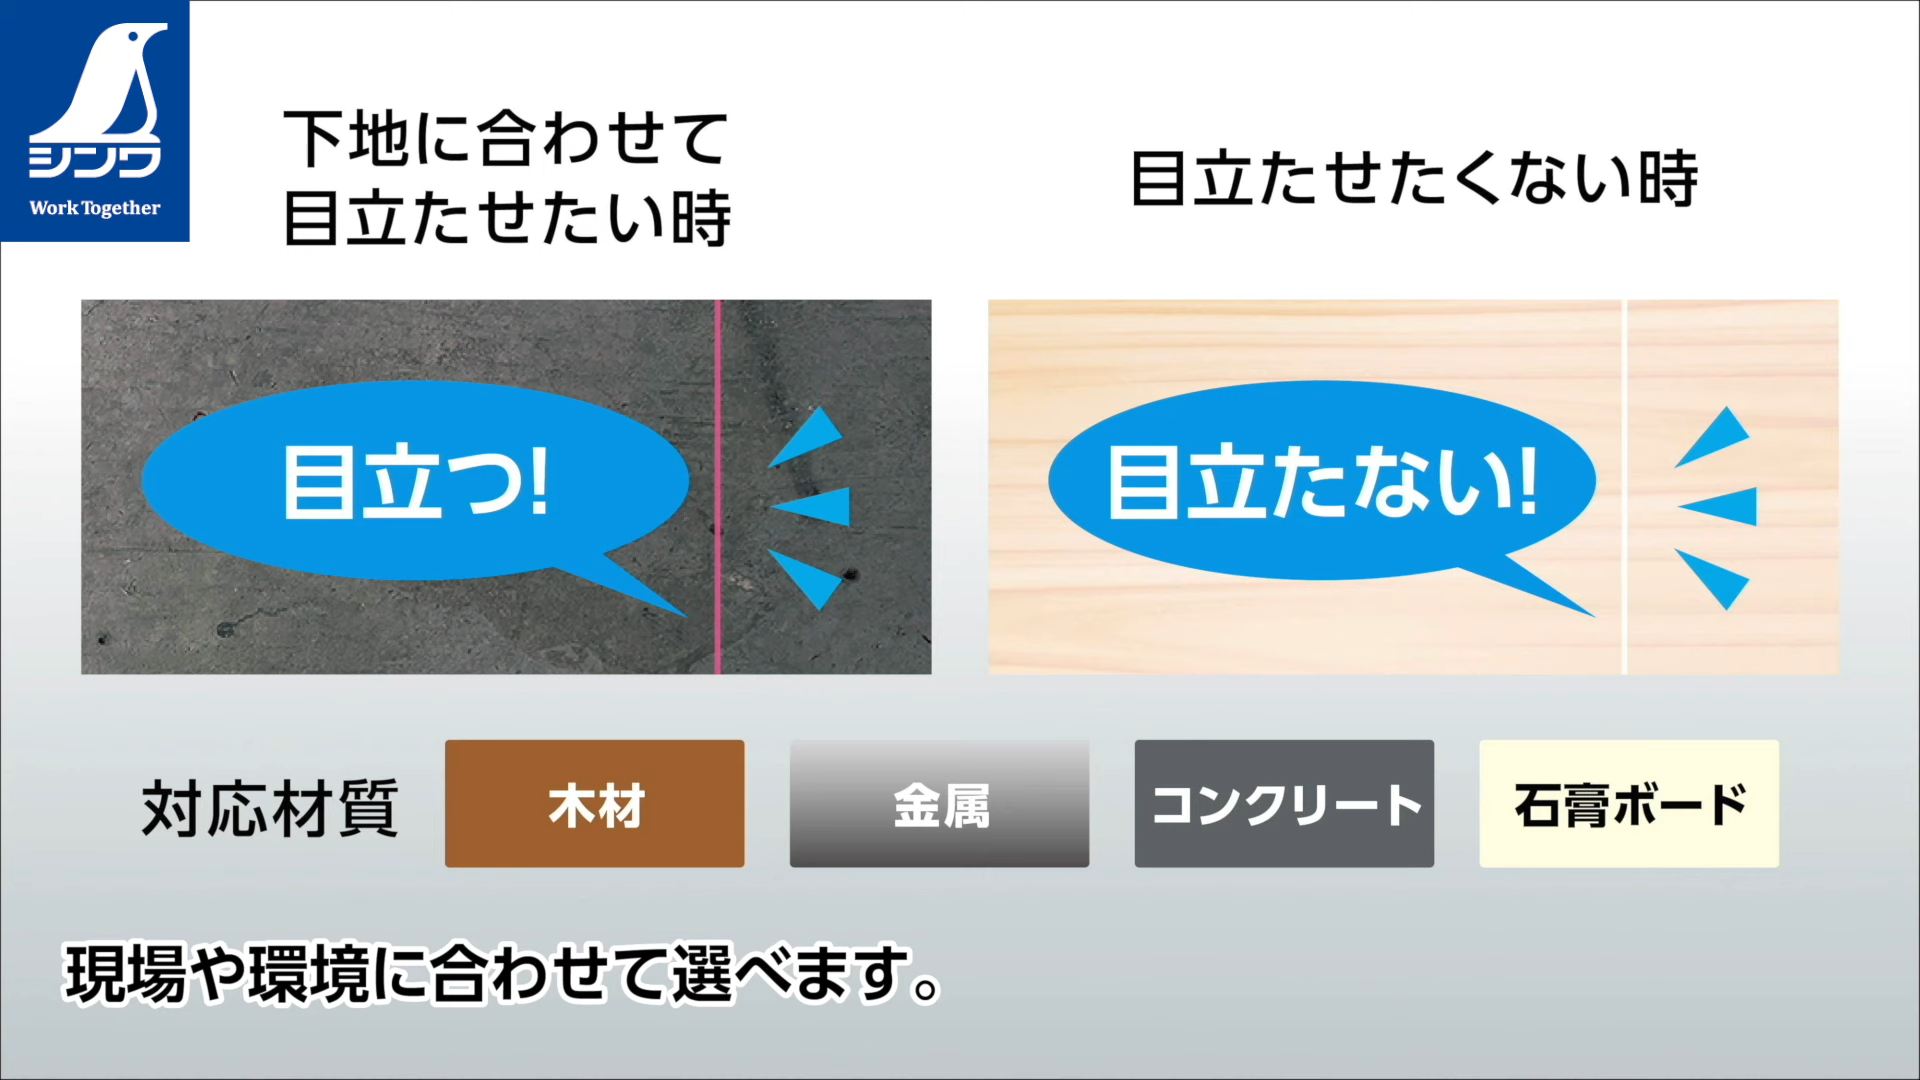 シンワ
Work Together
下地に合わせて
目立たせたい時
目立たせたくない時
目立つ!
目立たない!
対応材質
木材
金属
コンクリート
石膏ボード
現場や環境に合わせて選べます。